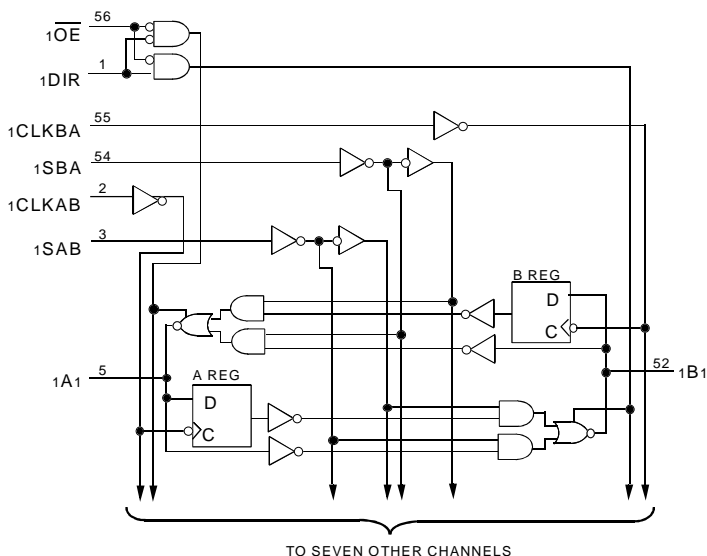 56
1OE
1
1DIR
55
1CLKBA
54
1SBA
2
1CLKAB
3
1SAB
B REG
D
C
5
1A1
52
1B1
A REG
D
C
TO SEVEN OTHER CHANNELS